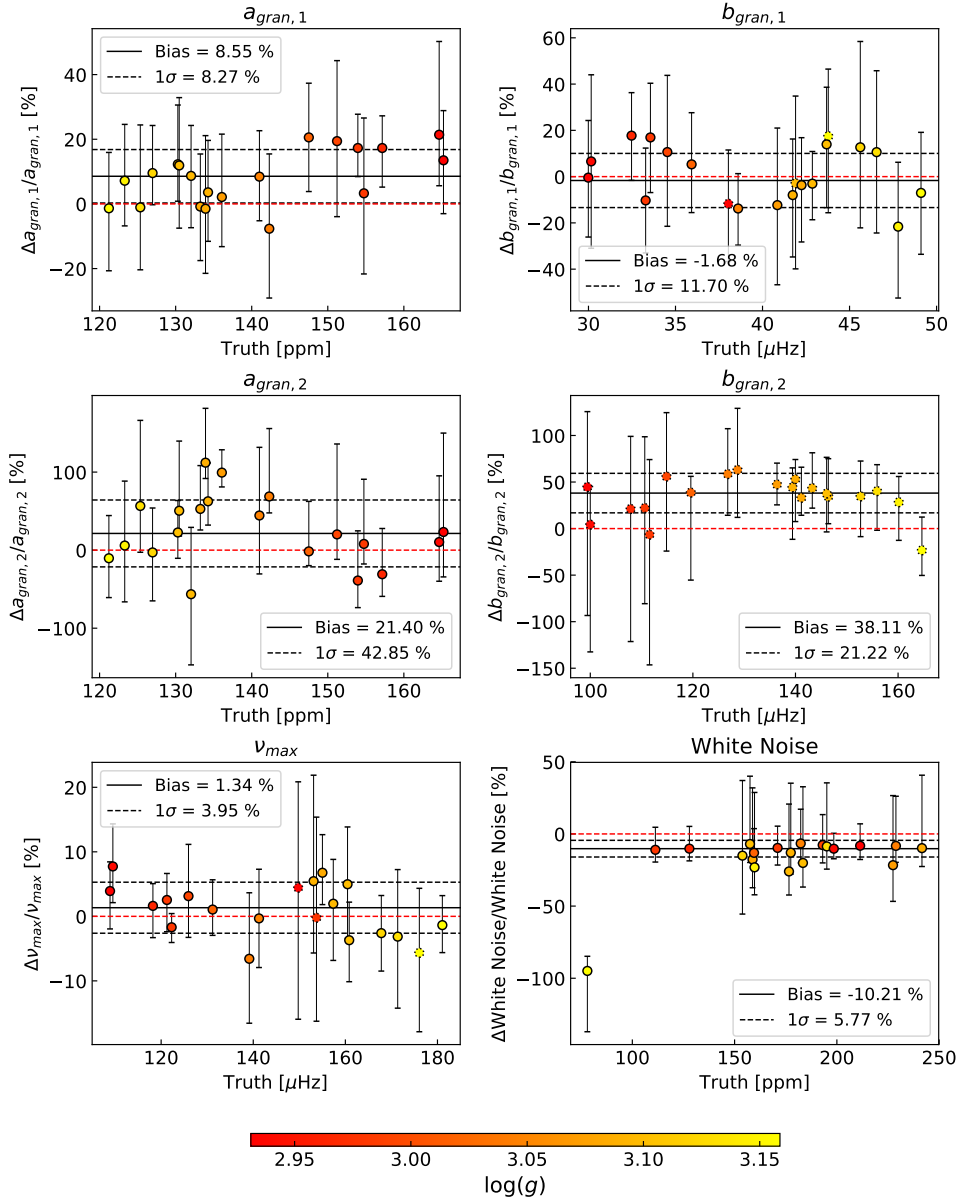 a_gran,1
Δa_gran,1/a_gran,1 [%]
40
20
0
−20
Bias = 8.55 %
1σ = 8.27 %
120 130 140 150 160
Truth [ppm]
b_gran,1
Δb_gran,1/b_gran,1 [%]
60
40
20
0
−20
−40
Bias = -1.68 %
1σ = 11.70 %
30 35 40 45 50
Truth [μHz]
a_gran,2
Δa_gran,2/a_gran,2 [%]
100
0
−100
Bias = 21.40 %
1σ = 42.85 %
120 130 140 150 160
Truth [ppm]
b_gran,2
Δb_gran,2/b_gran,2 [%]
100
50
0
−50
−100
−150
Bias = 38.11 %
1σ = 21.22 %
100 120 140 160
Truth [μHz]
ν_max
Δν_max/ν_max [%]
20
10
0
−10
Bias = 1.34 %
1σ = 3.95 %
120 140 160 180
Truth [μHz]
White Noise
ΔWhite Noise/White Noise [%]
50
0
−50
−100
Bias = -10.21 %
1σ = 5.77 %
100 150 200 250
Truth [ppm]
2.95 3.00 3.05 3.10 3.15
log(g)